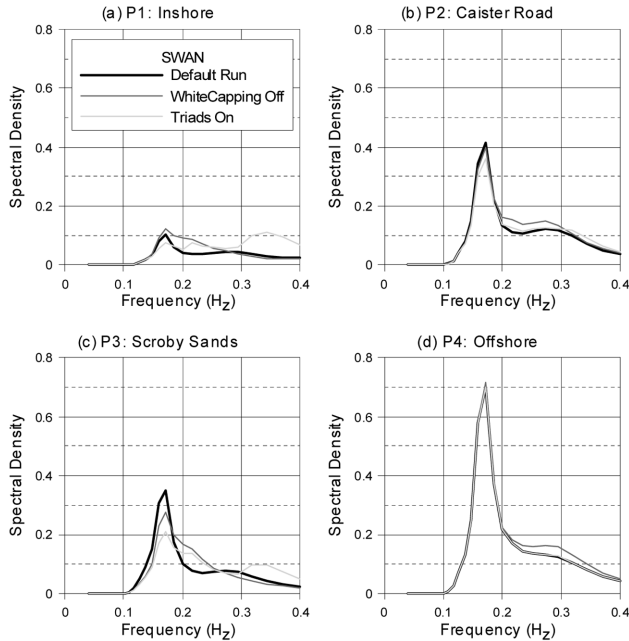 (a) P1: Inshore
0.8
0.6
0.4
0.2
0
Spectral Density
SWAN
Default Run
WhiteCapping Off
Triads On
0 0.1 0.2 0.3 0.4
Frequency (Hz)
(b) P2: Caister Road
0.8
0.6
0.4
0.2
0
Spectral Density
0 0.1 0.2 0.3 0.4
Frequency (Hz)
(c) P3: Scroby Sands
0.8
0.6
0.4
0.2
0
Spectral Density
0 0.1 0.2 0.3 0.4
Frequency (Hz)
(d) P4: Offshore
0.8
0.6
0.4
0.2
0
Spectral Density
0 0.1 0.2 0.3 0.4
Frequency (Hz)